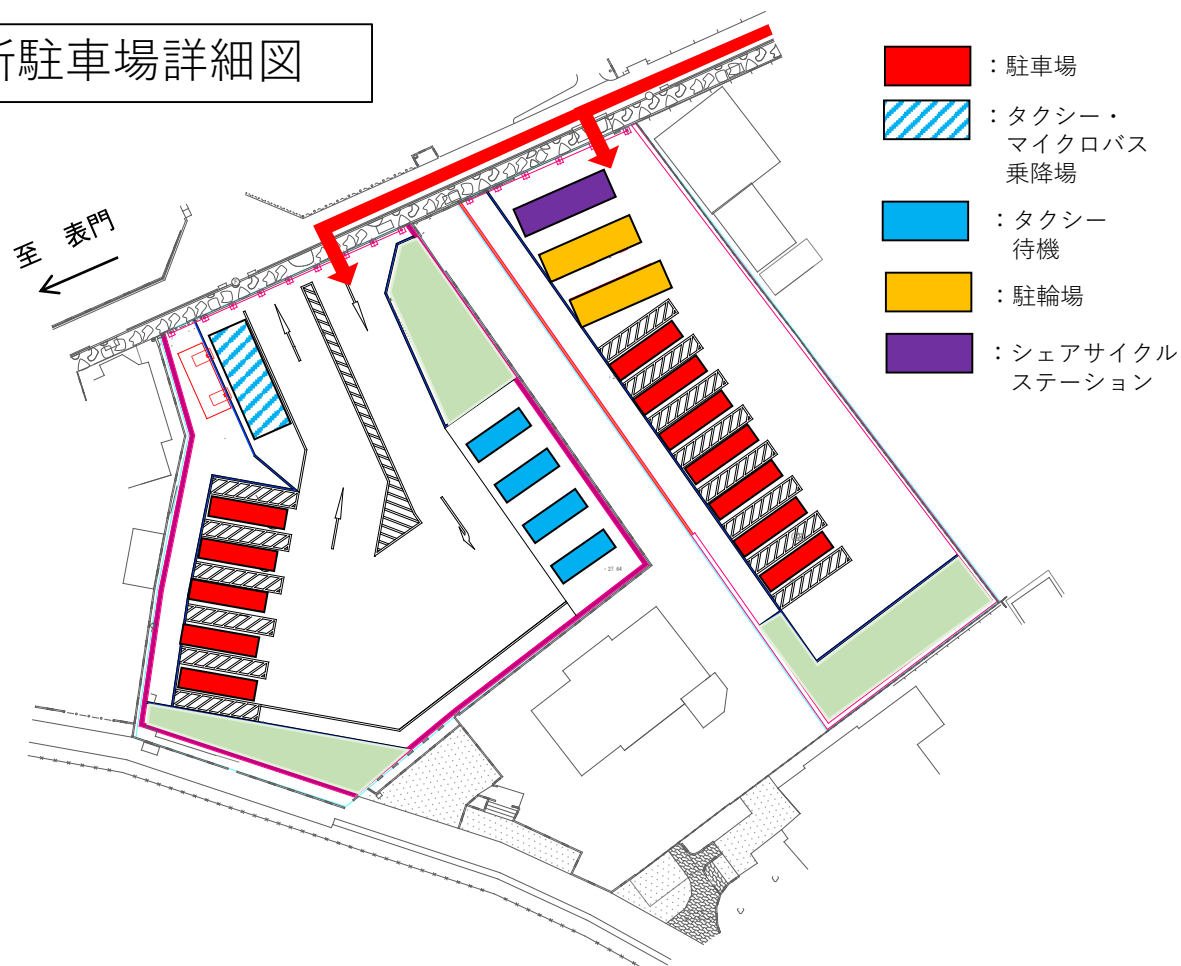 新駐車場詳細図
：駐車場
：タクシー・
マイクロバス
乗降場
：タクシー
待機
：駐輪場
：シェアサイクル
ステーション
至 表門
27.64